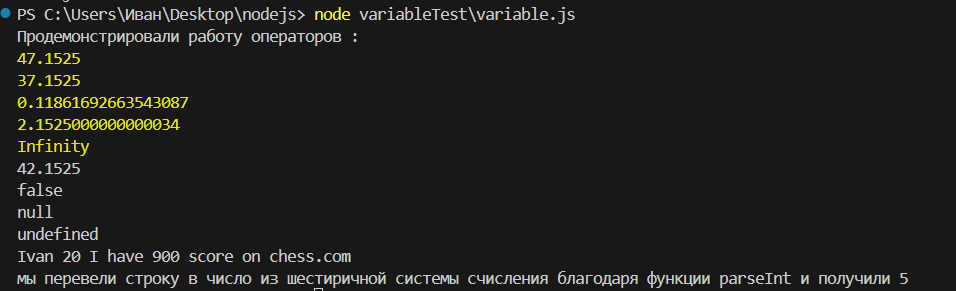 PS C:\Users\Иван\Desktop\nodejs> node variableTest\variable.js
Продемонстрировали работу операторов :
47.1525
37.1525
0.11861692663543087
2.1525000000000034
Infinity
42.1525
false
null
undefined
Ivan 20 I have 900 score on chess.com
мы перевели строку в число из шестиричной системы счисления благодаря функции parseInt и получили 5